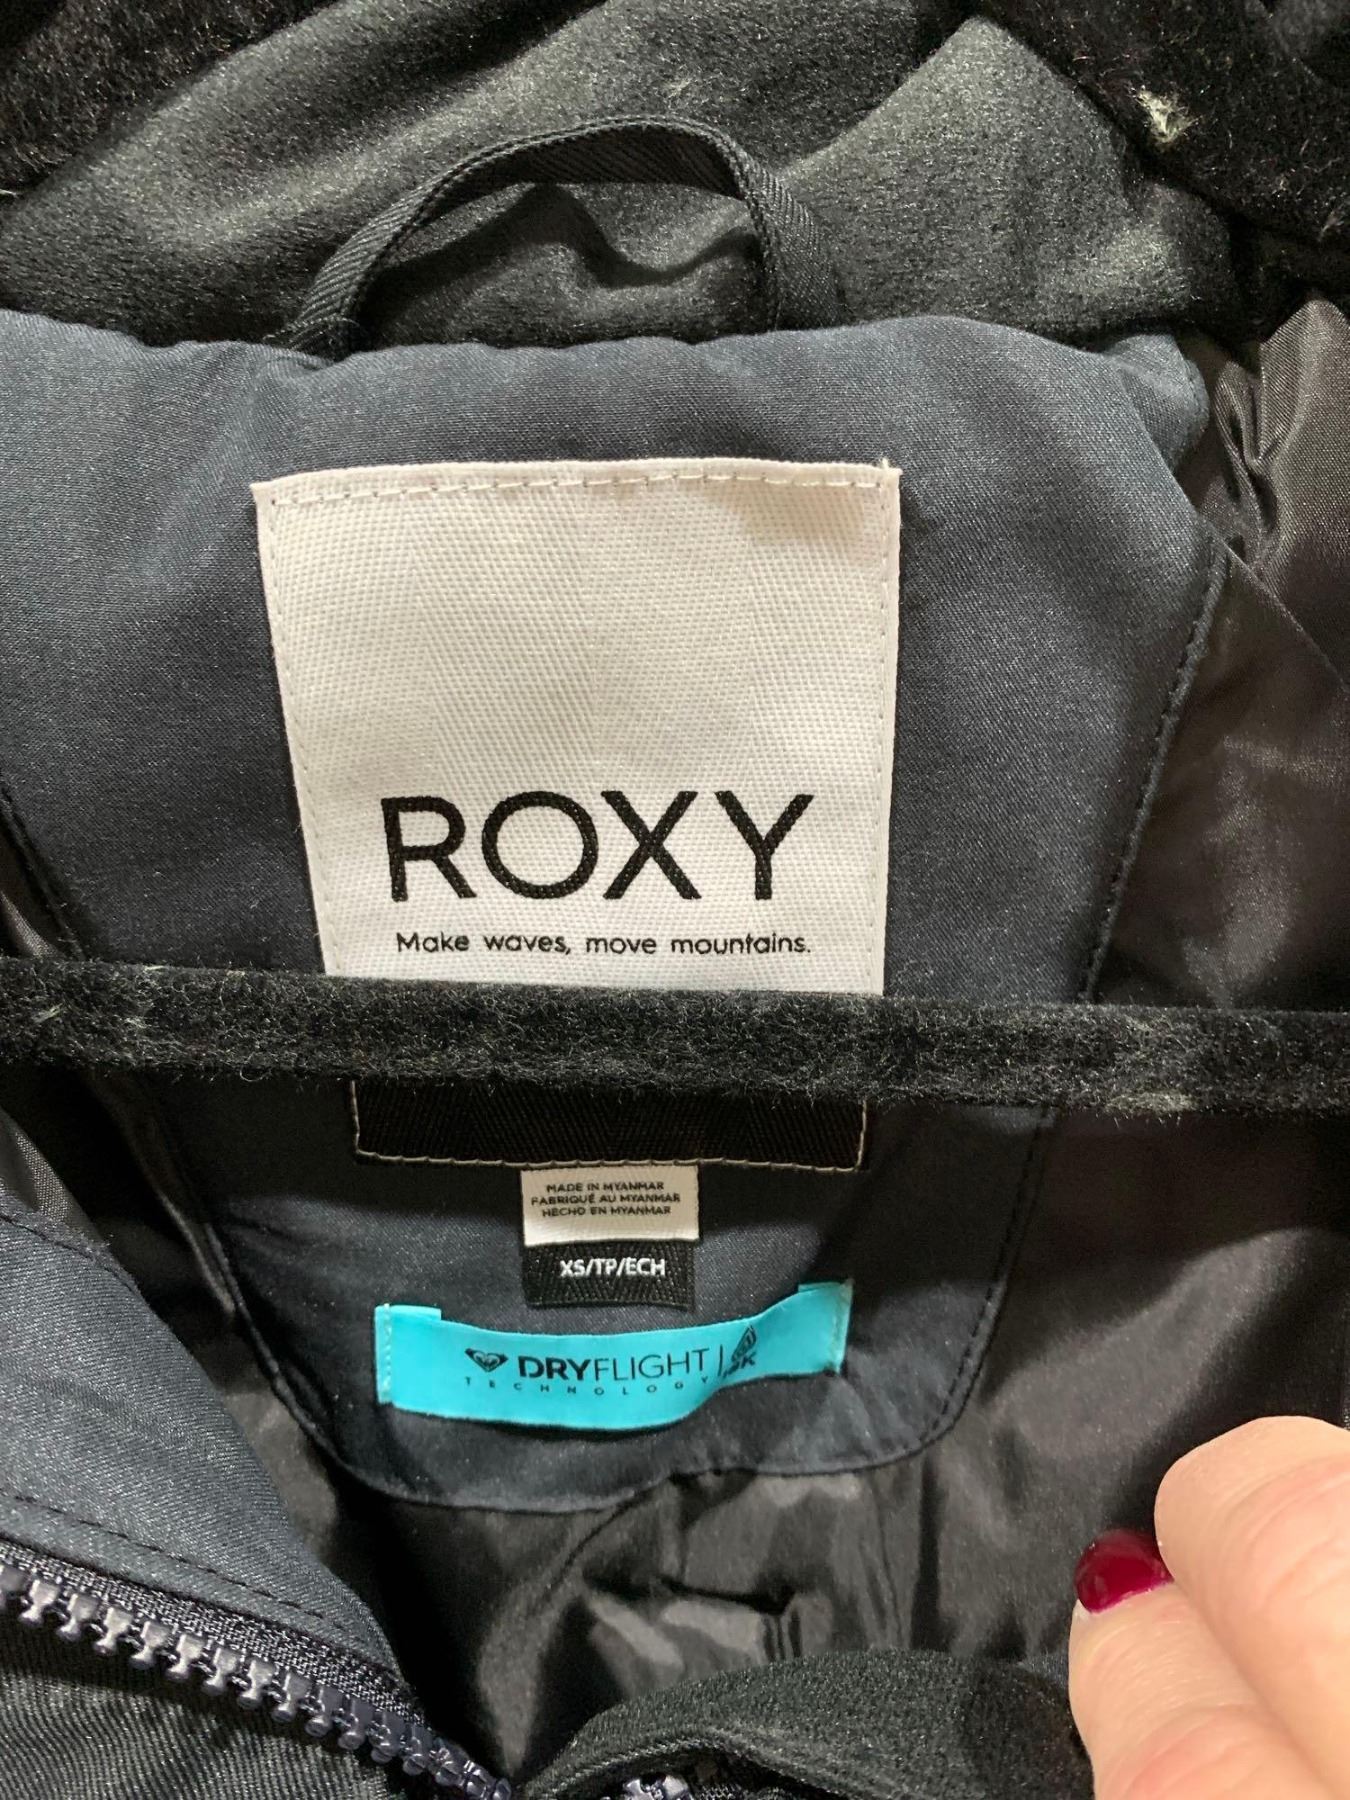 ROXY
Make waves, move mountains.
MADE IN MYANMAR
FABRIQUÉ AU MYANMAR
HECHO EN MYANMAR
XS/TP/ECH
DRYFLIGHT
TECHNOLOGY